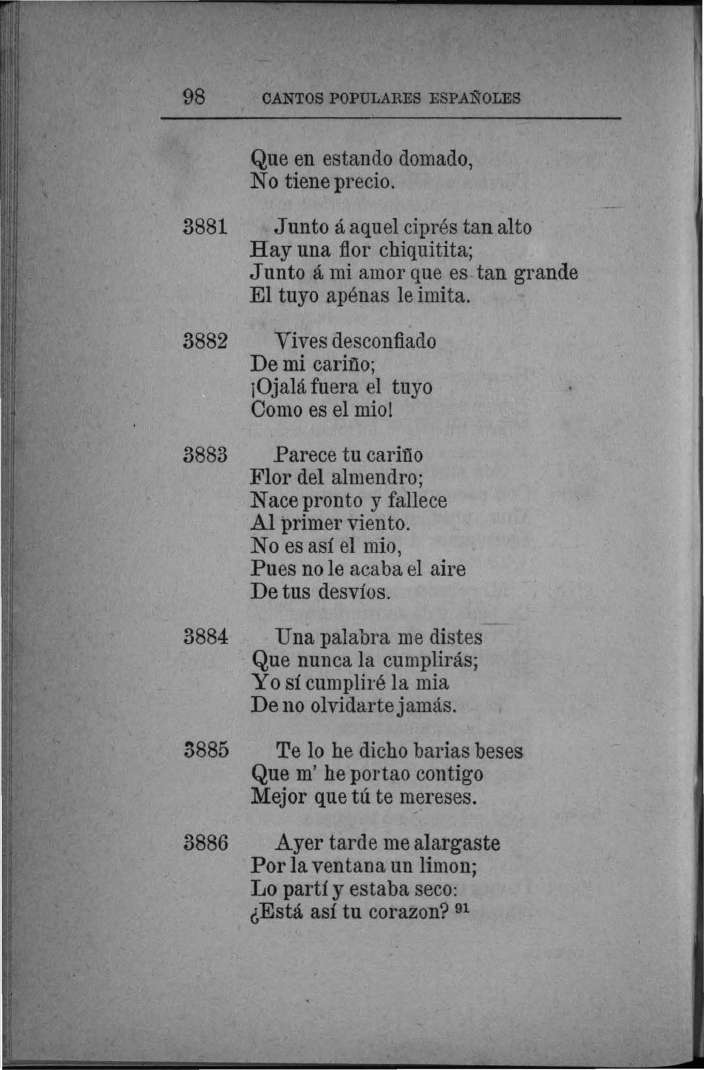 98 CANTOS POPULARES ESPAÑOLES
Que en estando domado,
No tiene precio.
3881 Junto á aquel ciprés tan alto
Hay una flor chiquitita;
Junto á mi amor que es tan grande
El tuyo apénas le imita.
3882 Vives desconfiado
De mi cariño;
¡Ojalá fuera el tuyo
Como es el mio!
3883 Parece tu cariño
Flor del almendro;
Nace pronto y fallece
Al primer viento.
No es así el mio,
Pues no le acaba el aire
De tus desvíos.
3884 Una palabra me distes
Que nunca la cumplirás;
Yo sí cumpliré la mia
De no olvidarte jamás.
3885 Te lo he dicho barias beses
Que m' he portao contigo
Mejor que tú te mereses.
3886 Ayer tarde me alargaste
Por la ventana un limon;
Lo partí y estaba seco:
¿Está así tu corazon? 91